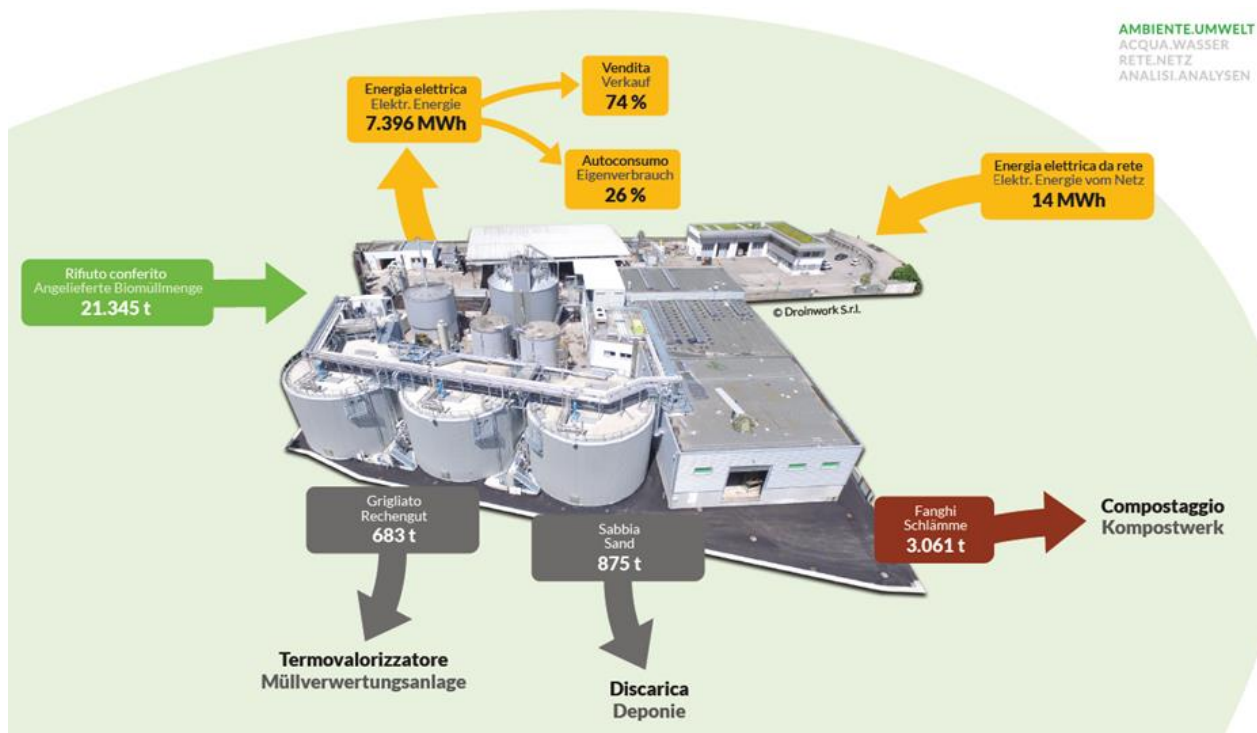 AMBIENTE.UMWELT
ACQUA.WASSER
RETE.NETZ
ANALISI.ANALYSEN
Energia elettrica
Elektr. Energie
7.396 MWh
Vendita
Verkauf
74 %
Autoconsumo
Eigenverbrauch
26 %
Energia elettrica da rete
Elektr. Energie vom Netz
14 MWh
Rifiuto conferito
Angelieferte Biomüllmenge
21.345 t
© Droinwork S.r.l.
Grigliato
Rechengut
683 t
Sabbia
Sand
875 t
Fanghi
Schlämme
3.061 t
Compostaggio
Kompostwerk
Termovalorizzatore
Müllverwertungsanlage
Discarica
Deponie